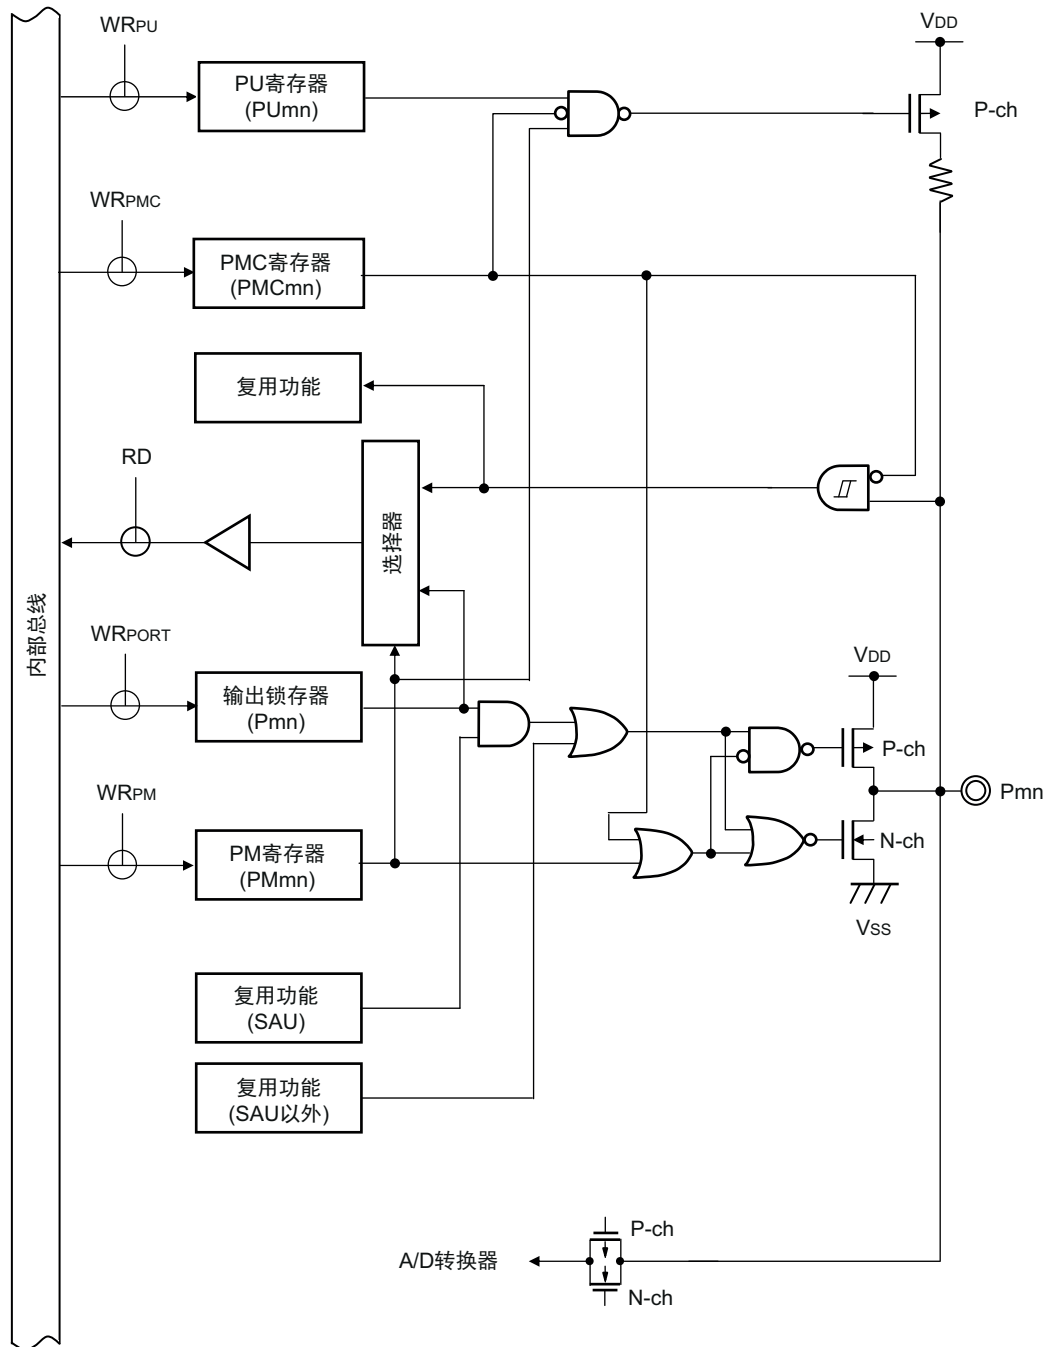 WRPU
PU寄存器
(PUmn)
VDD
P-ch
WRPMC
PMC寄存器
(PMCmn)
复用功能
RD
选择器
内部总线
WRPORT
输出锁存器
(Pmn)
VDD
P-ch
Pmn
WRPM
PM寄存器
(PMmn)
N-ch
VSS
复用功能
(SAU)
复用功能
(SAU以外)
P-ch
A/D转换器
N-ch